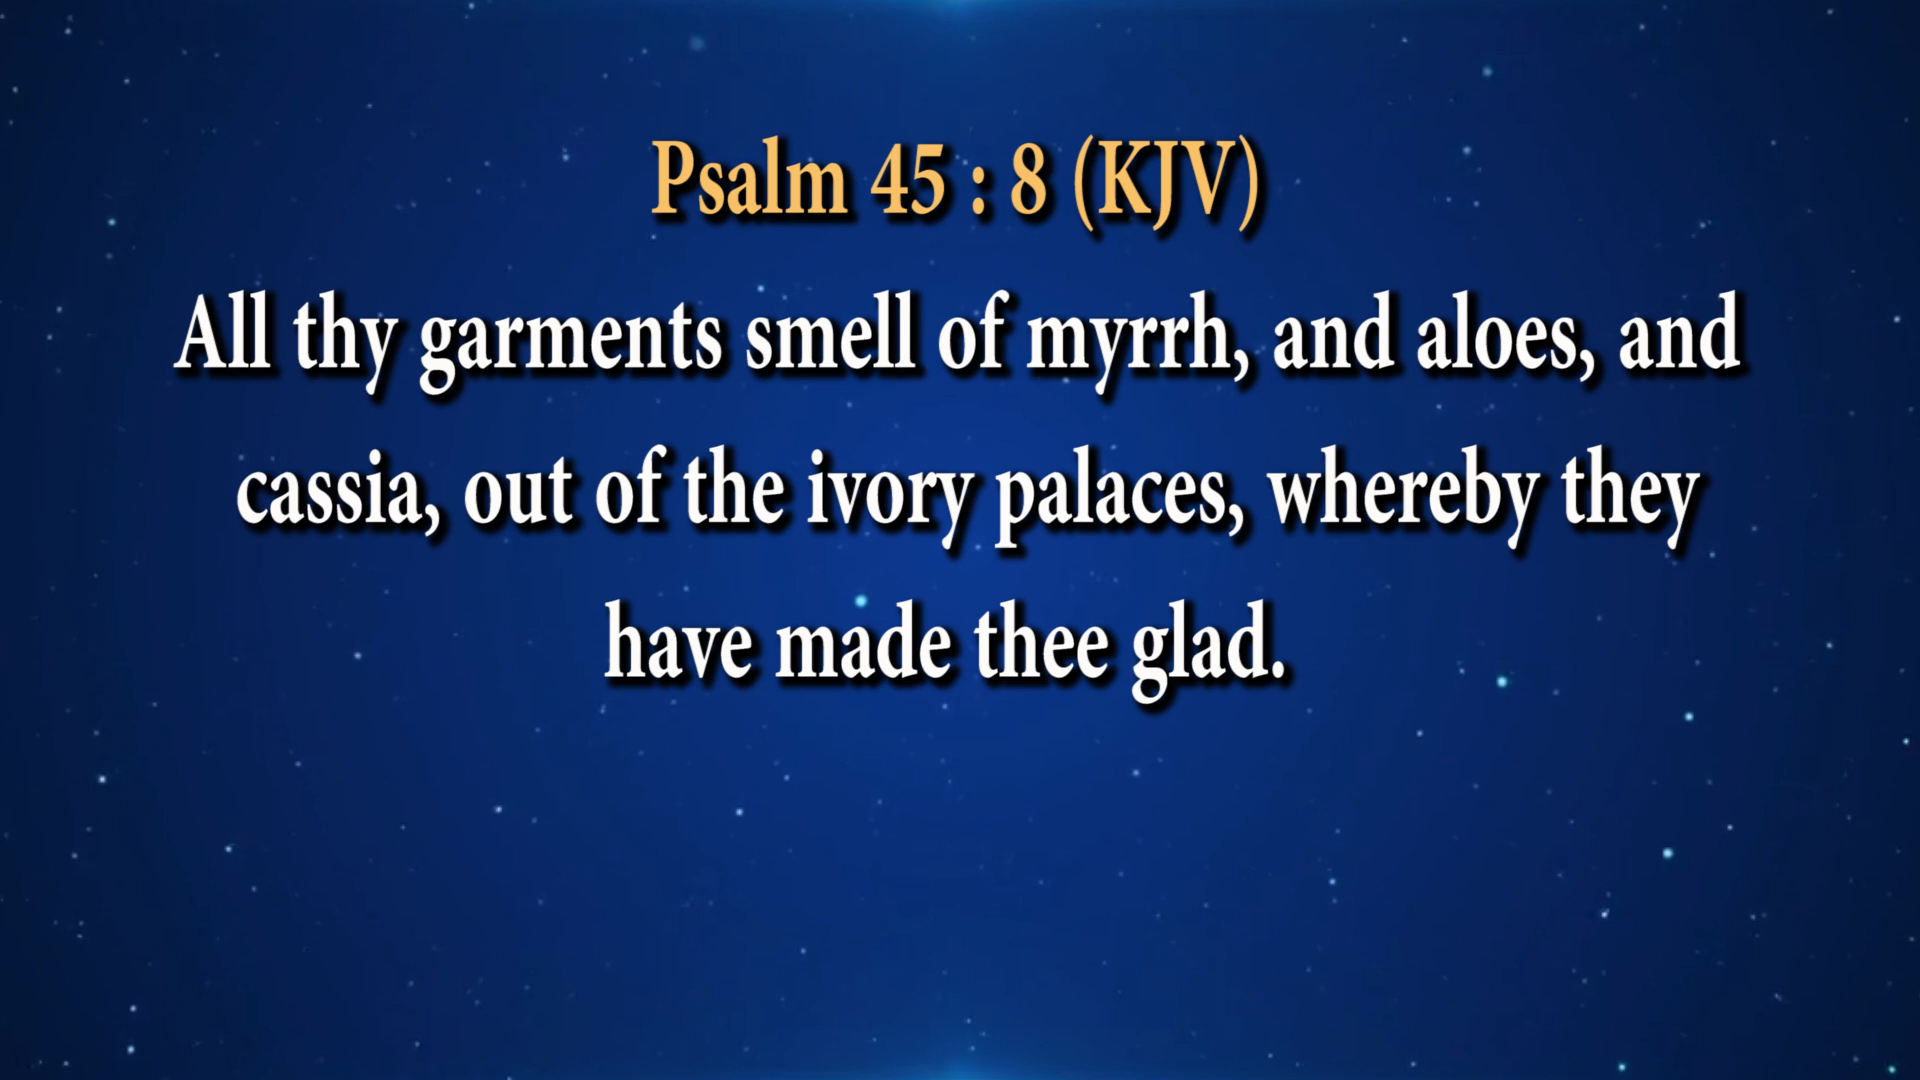 Psalm 45 : 8 (KJV)
All thy garments smell of myrrh, and aloes, and
cassia, out of the ivory palaces, whereby they
have made thee glad.